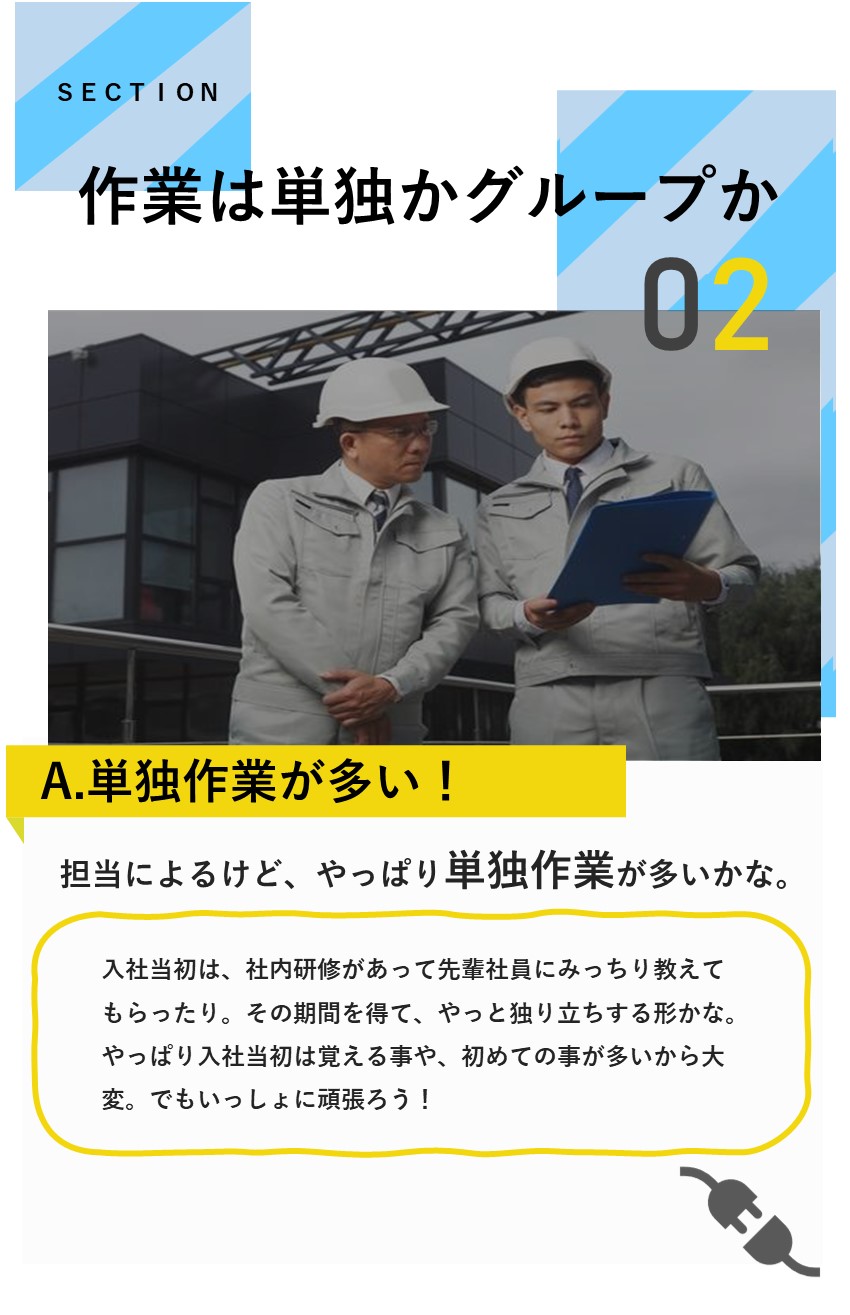 SECTION
作業は単独かグループか
02
A.単独作業が多い！
担当によるけど、やっぱり単独作業が多いかな。
入社当初は、社内研修があって先輩社員にみっちり教えて
もらったり。その期間を得て、やっと独り立ちする形かな。
やっぱり入社当初は覚える事や、初めての事が多いから大
変。でもいっしょに頑張ろう！